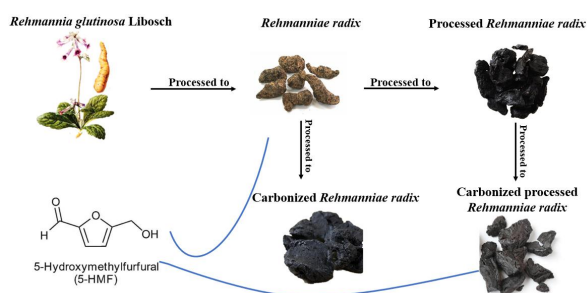 Rehmannia glutinosa Libosch
Rehmanniae radix
Processed Rehmanniae radix
Processed to
Processed to
Processed to
Processed to
Carbonized Rehmanniae radix
Carbonized processed
Rehmanniae radix
O
H
O
OH
5-Hydroxymethylfurfural
(5-HMF)